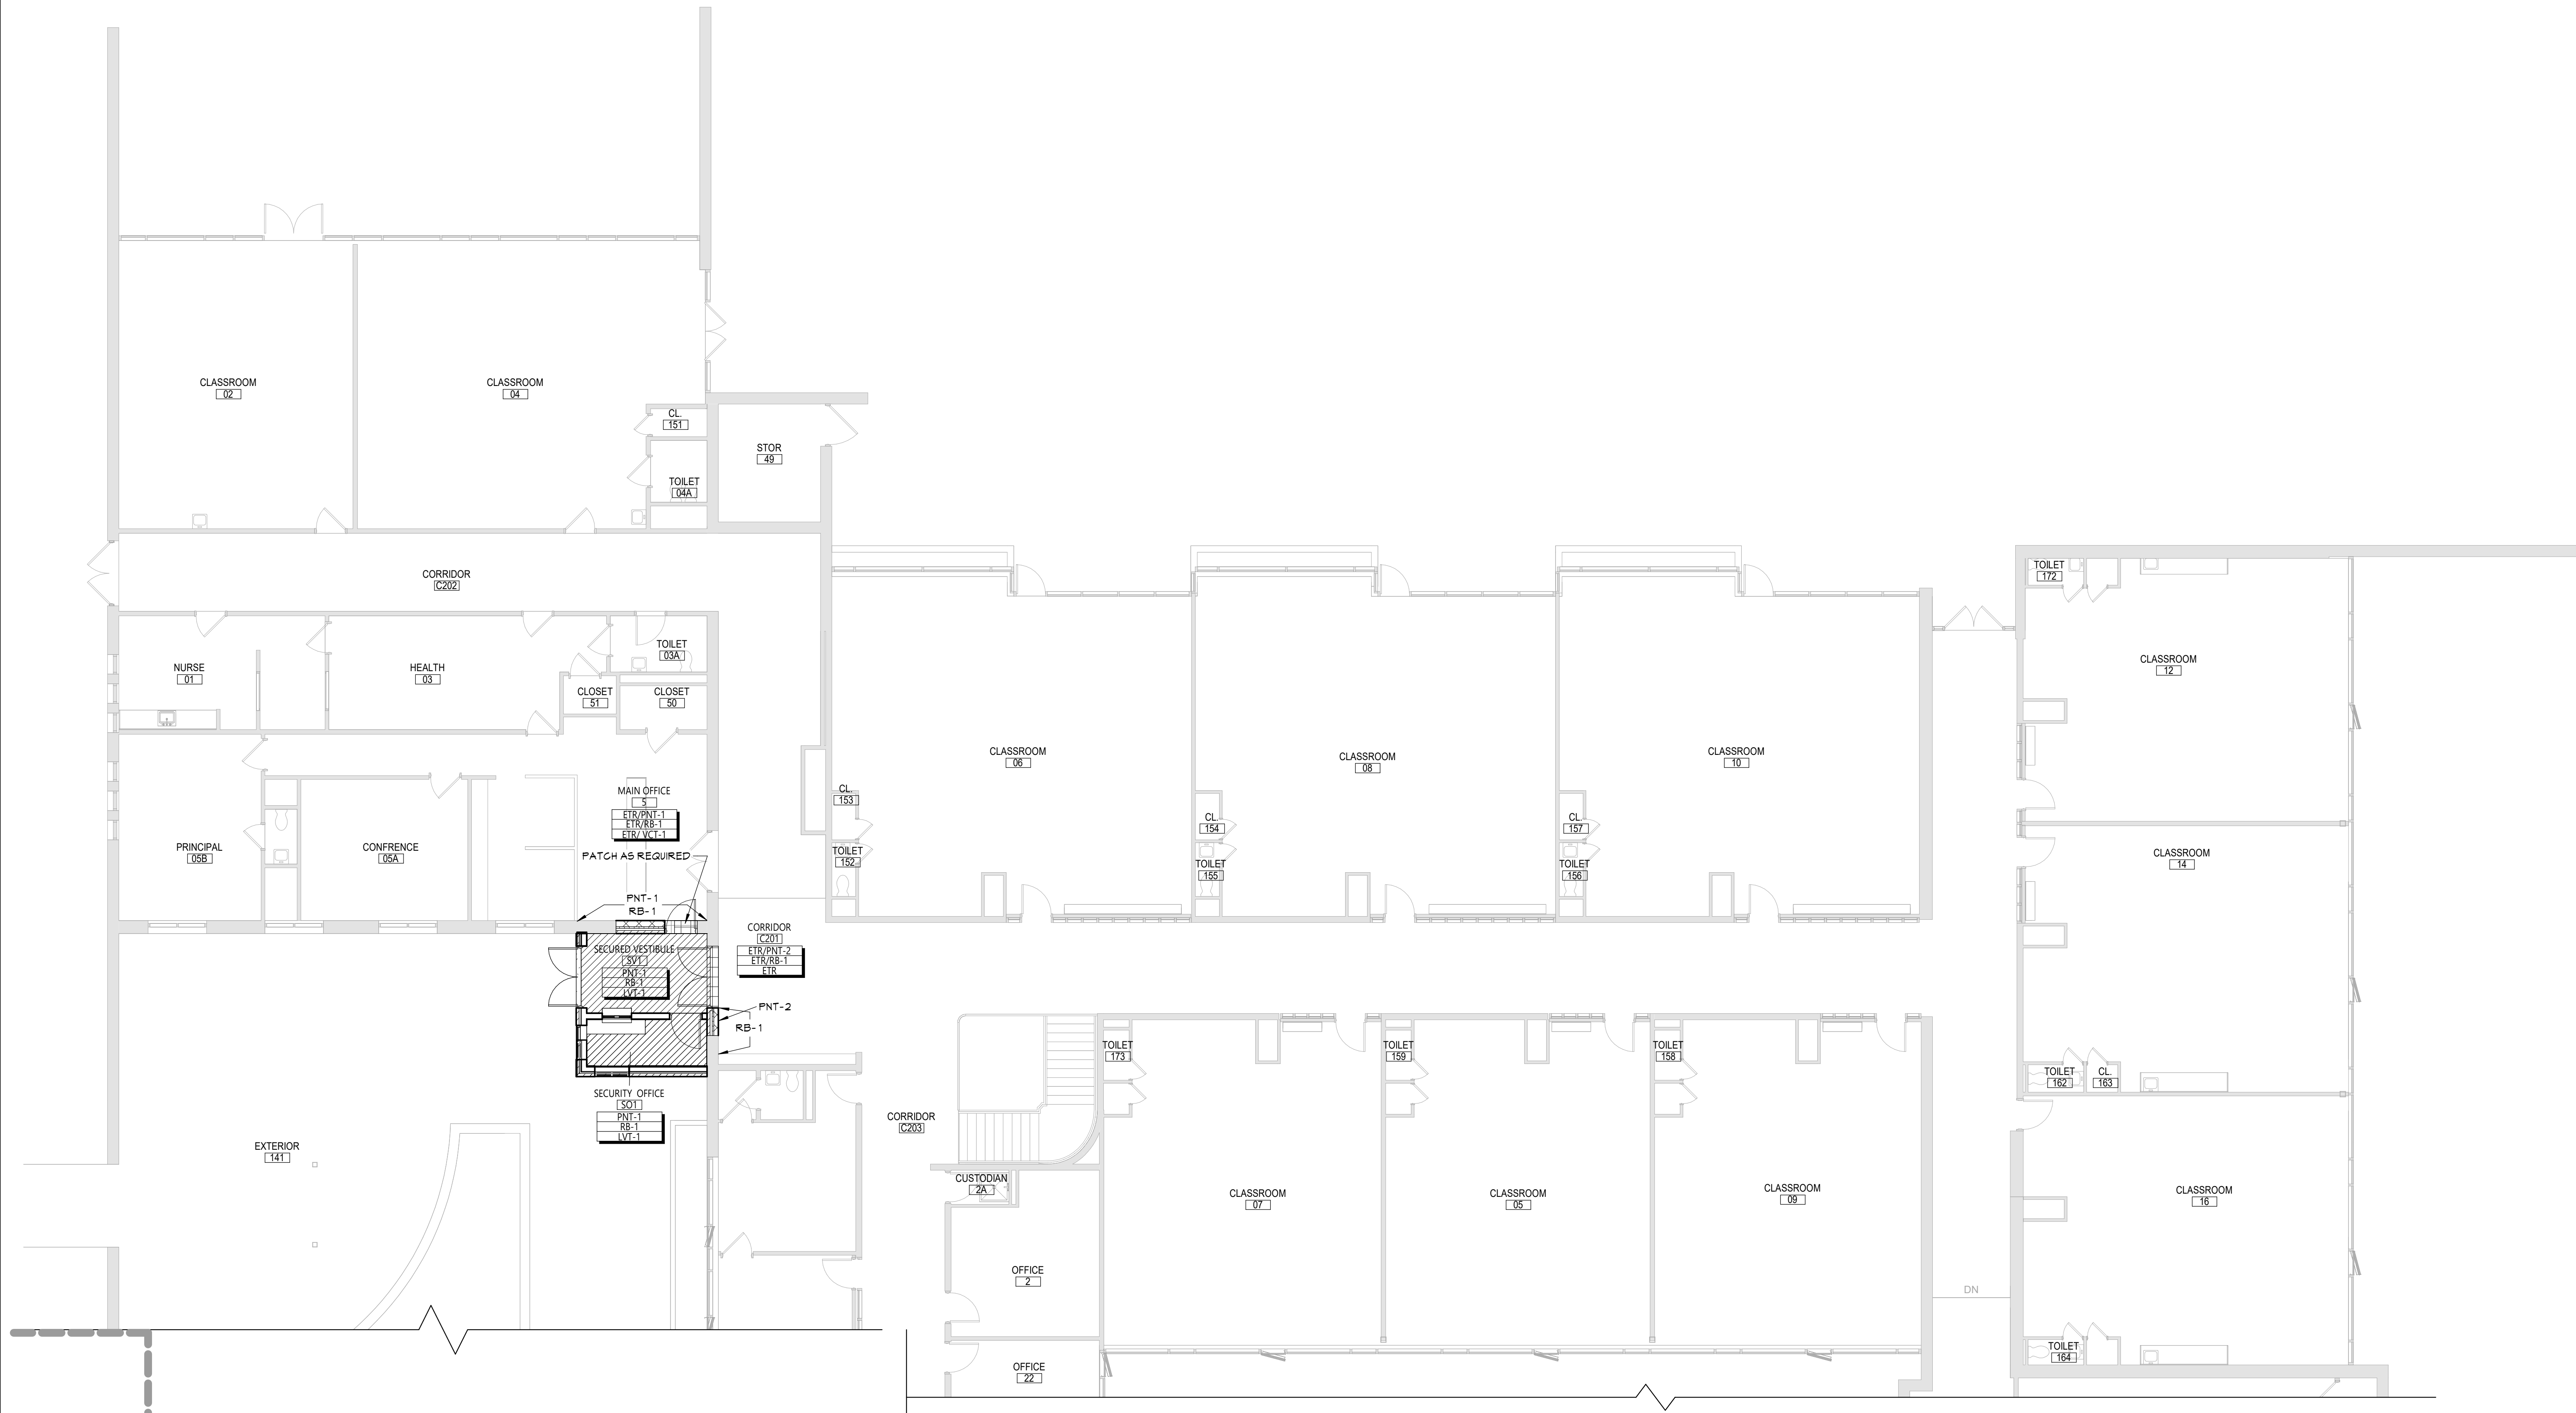 CLASSROOM
02
CLASSROOM
04
CL.
151
STOR
49
TOILET
04A
CORRIDOR
C202
TOILET
172
NURSE
01
HEALTH
03
TOILET
03A
CLOSET
51
CLOSET
50
CLASSROOM
12
CLASSROOM
06
CLASSROOM
08
CLASSROOM
10
MAIN OFFICE
5
ETR/PNT-1
ETR/RB-1
ETR/ VCT-1
CL.
153
CL.
154
CL.
157
PRINCIPAL
05B
CONFRENCE
05A
PATCH AS REQUIRED
TOILET
152
TOILET
155
TOILET
156
CLASSROOM
14
PNT-1
RB-1
CORRIDOR
C201
ETR/PNT-2
ETR/RB-1
ETR
SECURED VESTIBULE
SV1
PNT-1
RB-1
LVT-1
PNT-2
RB-1
TOILET
173
TOILET
159
TOILET
158
TOILET
162
CL.
163
SECURITY OFFICE
SO1
PNT-1
RB-1
LVT-1
CORRIDOR
C203
EXTERIOR
141
CUSTODIAN
2A
CLASSROOM
07
CLASSROOM
05
CLASSROOM
09
CLASSROOM
16
OFFICE
2
DN
OFFICE
22
TOILET
164